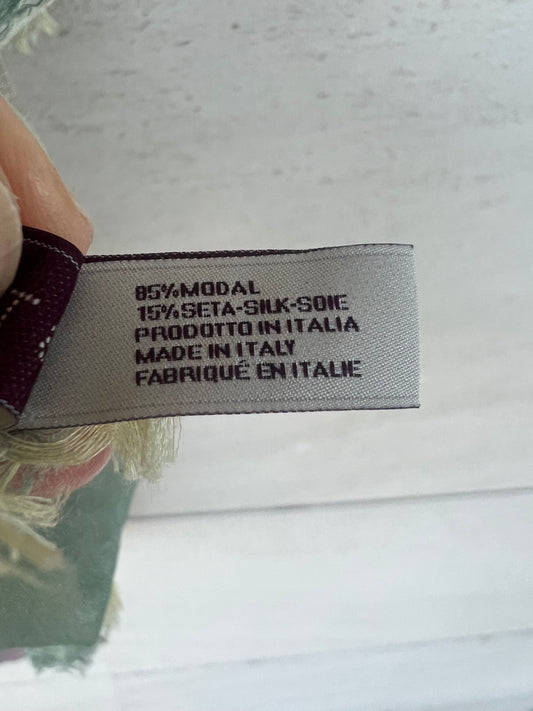 85%MODAL
15%SETA-SILK-SOIE
PRODOTTO IN ITALIA
MADE IN ITALY
FABRIQUÉ EN ITALIE